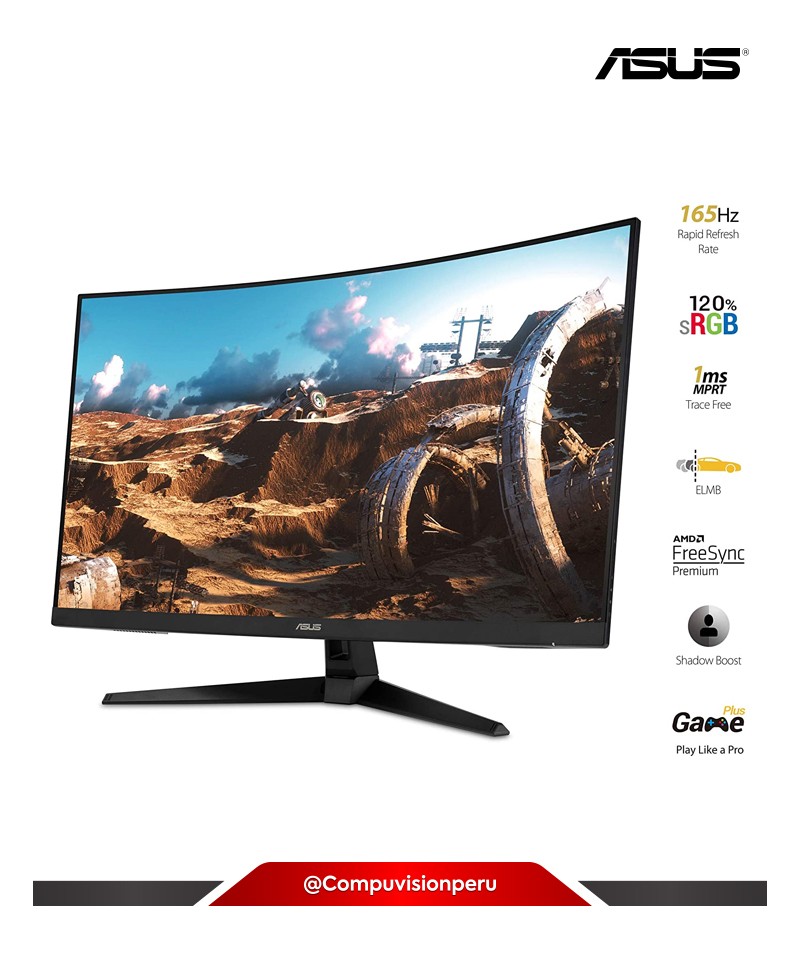 ASUS®
165Hz
Rapid Refresh
Rate
120%
sRGB
1ms
MPRT
Trace Free
ELMB
AMD
FreeSync
Premium
Shadow Boost
ASUS
Plus
Game
Play Like a Pro
@Compuvisionperu